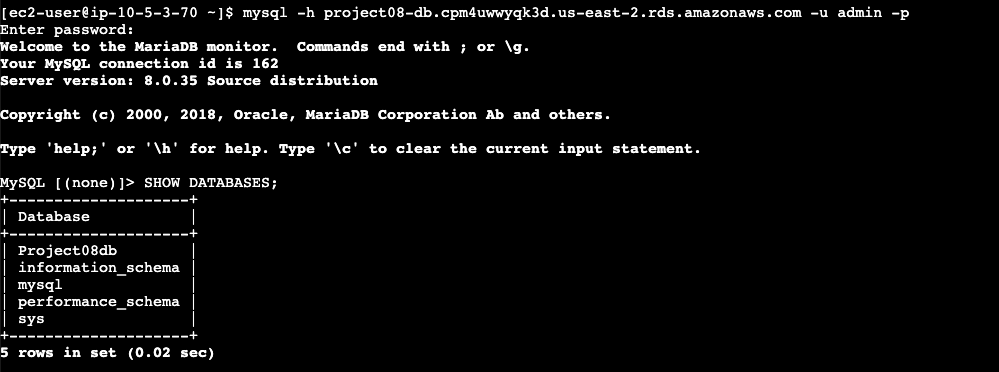 [ec2-user@ip-10-5-3-70 ~]$ mysql -h project08-db.cpm4uwwyqk3d.us-east-2.rds.amazonaws.com -u admin -p
Enter password:
Welcome to the MariaDB monitor.  Commands end with ; or \g.
Your MySQL connection id is 162
Server version: 8.0.35 Source distribution

Copyright (c) 2000, 2018, Oracle, MariaDB Corporation Ab and others.

Type 'help;' or '\h' for help. Type '\c' to clear the current input statement.

MySQL [(none)]> SHOW DATABASES;
+--------------------+
| Database           |
+--------------------+
| Project08db        |
| information_schema |
| mysql              |
| performance_schema |
| sys                |
+--------------------+
5 rows in set (0.02 sec)